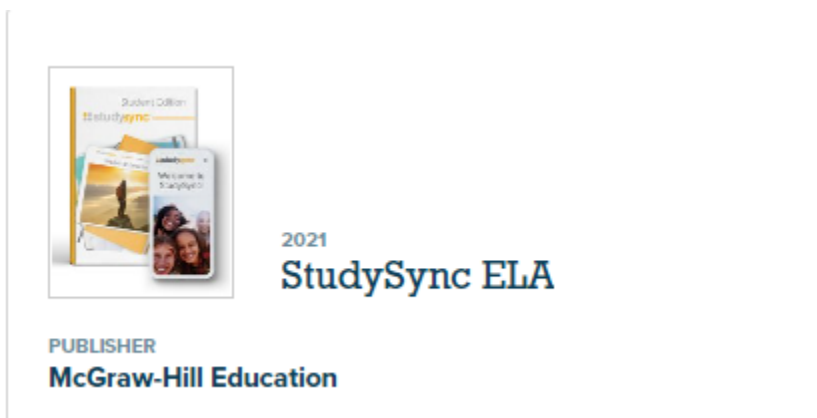 Student Edition
studysync
studysync
Welcome to
StudySync!
2021
StudySync ELA
PUBLISHER
McGraw-Hill Education